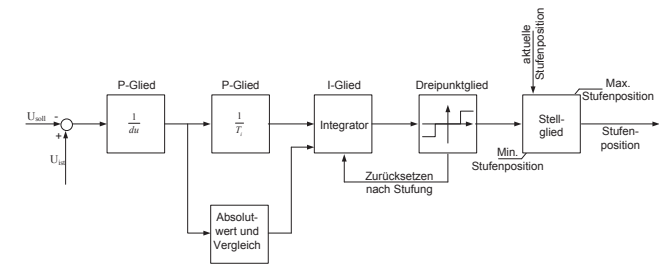 aktuelle
Stufenposition
P-Glied
P-Glied
I-Glied
Dreipunktglied
Max.
Stufenposition
U_soll
-
+
U_ist
1
du
1
T_i
Integrator
Stell-
glied
Stufen-
position
Min.
Stufenposition
Zurücksetzen
nach Stufung
Absolut-
wert und
Vergleich